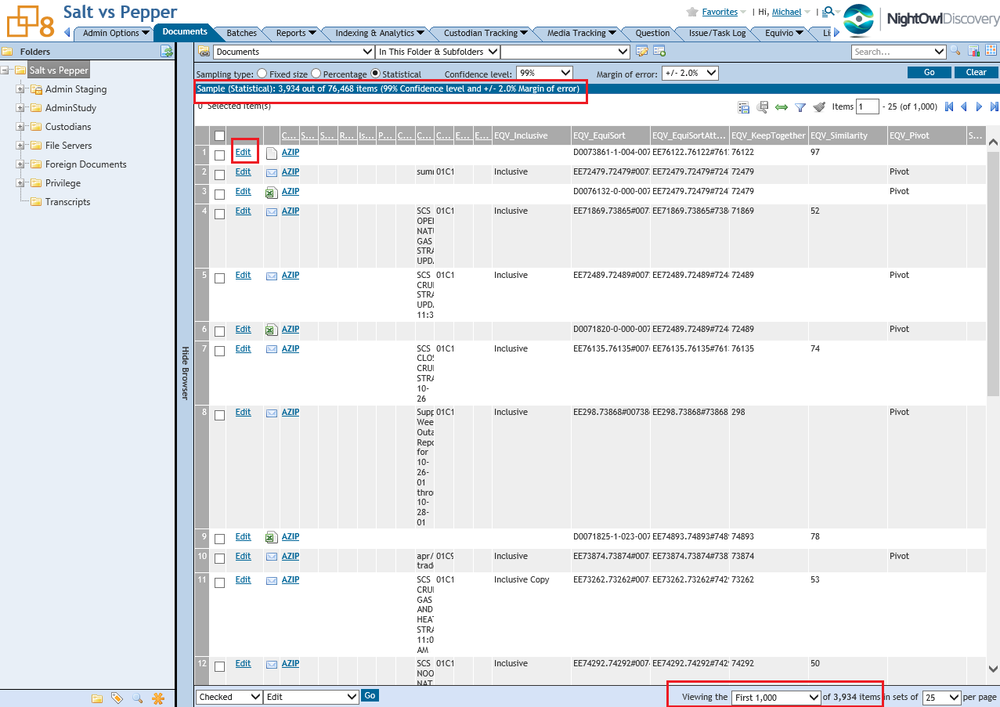 8 Salt vs Pepper
Favorites | Hi, Michael |
NightOwlDiscovery
Admin Options Documents Batches Reports Indexing & Analytics Custodian Tracking Media Tracking Question Issue/Task Log Equivio Li
Folders
Documents In This Folder & Subfolders Search...
Salt vs Pepper
Admin Staging
AdminStudy
Custodians
File Servers
Foreign Documents
Privilege
Transcripts
Hide Browser
Sampling type: Fixed size Percentage Statistical Confidence level: 99% Margin of error: +/- 2.0% Go Clear
Sample (Statistical): 3,934 out of 76,468 items (99% Confidence level and +/- 2.0% Margin of error)
0 Selected Item(s) Items 1 - 25 (of 1,000)
C... S... S... R... Is... P... C... C... C... E... E... EQV_Inclusive EQV_EquiSort EQV_EquiSortAtt... EQV_KeepTogether EQV_Similarity EQV_Pivot S...
1 Edit AZIP D0073861-1-004-007 EE76122.76122#761 76122 97
2 Edit AZIP sum 01C1 Inclusive EE72479.72479#007 EE72479.72479#724 72479 Pivot
3 Edit AZIP D0076132-0-000-007 EE72479.72479#724 72479 Pivot
4 Edit AZIP SCS 01C1 Inclusive EE71869.73865#007 EE71869.73865#738 71869 52
OPE
NAT
GAS
STRA
UPD
5 Edit AZIP SCS 01C1 Inclusive EE72489.72489#007 EE72489.72489#724 72489 Pivot
CRU
STRA
UPD
11:3
6 Edit AZIP D0071820-0-000-007 EE72489.72489#724 72489 Pivot
7 Edit AZIP SCS 01C1 Inclusive EE76135.76135#007 EE76135.76135#761 76135 74
CLO
CRU
STRA
10-
26
8 Edit AZIP Supp 01C1 Inclusive EE298.73868#00738 EE298.73868#73868 298 Pivot
Wee
Outa
Repo
for
10-
26-
01
thro
10-
28-
01
9 Edit AZIP D0071825-1-023-007 EE74893.74893#748 74893 78
10 Edit AZIP apr/ 01C9 Inclusive EE73874.73874#007 EE73874.73874#738 73874 Pivot
trad
11 Edit AZIP SCS 01C1 Inclusive Copy EE73262.73262#007 EE73262.73262#742 73262 53
CRU
GAS
AND
HEA
STRA
11:0
AM
12 Edit AZIP SCS 01C1 Inclusive EE74292.74292#007 EE74292.74292#742 74292 50
NOO
NAT
Checked Edit Go Viewing the First 1,000 of 3,934 items in sets of 25 per page